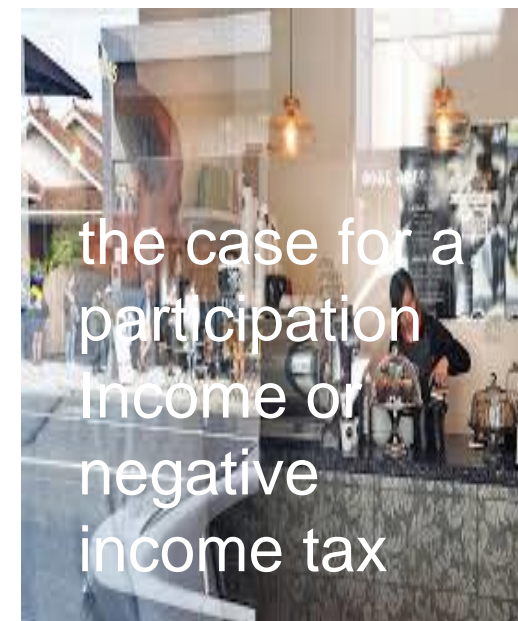 the case for a
participation
Income or
negative
income tax